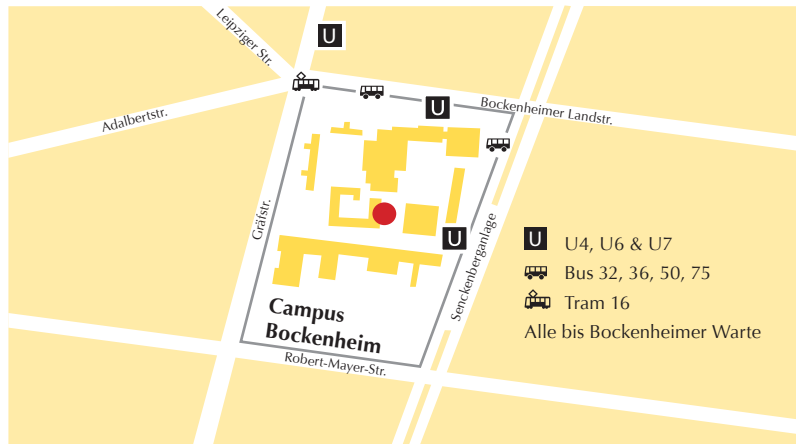 Leipziger Str.
U
Adalbertstr.
U
Bockenheimer Landstr.
Gräfstr.
U
Senckenberganlage
Campus
Bockenheim
Robert-Mayer-Str.
U U4, U6 & U7
Bus 32, 36, 50, 75
Tram 16
Alle bis Bockenheimer Warte